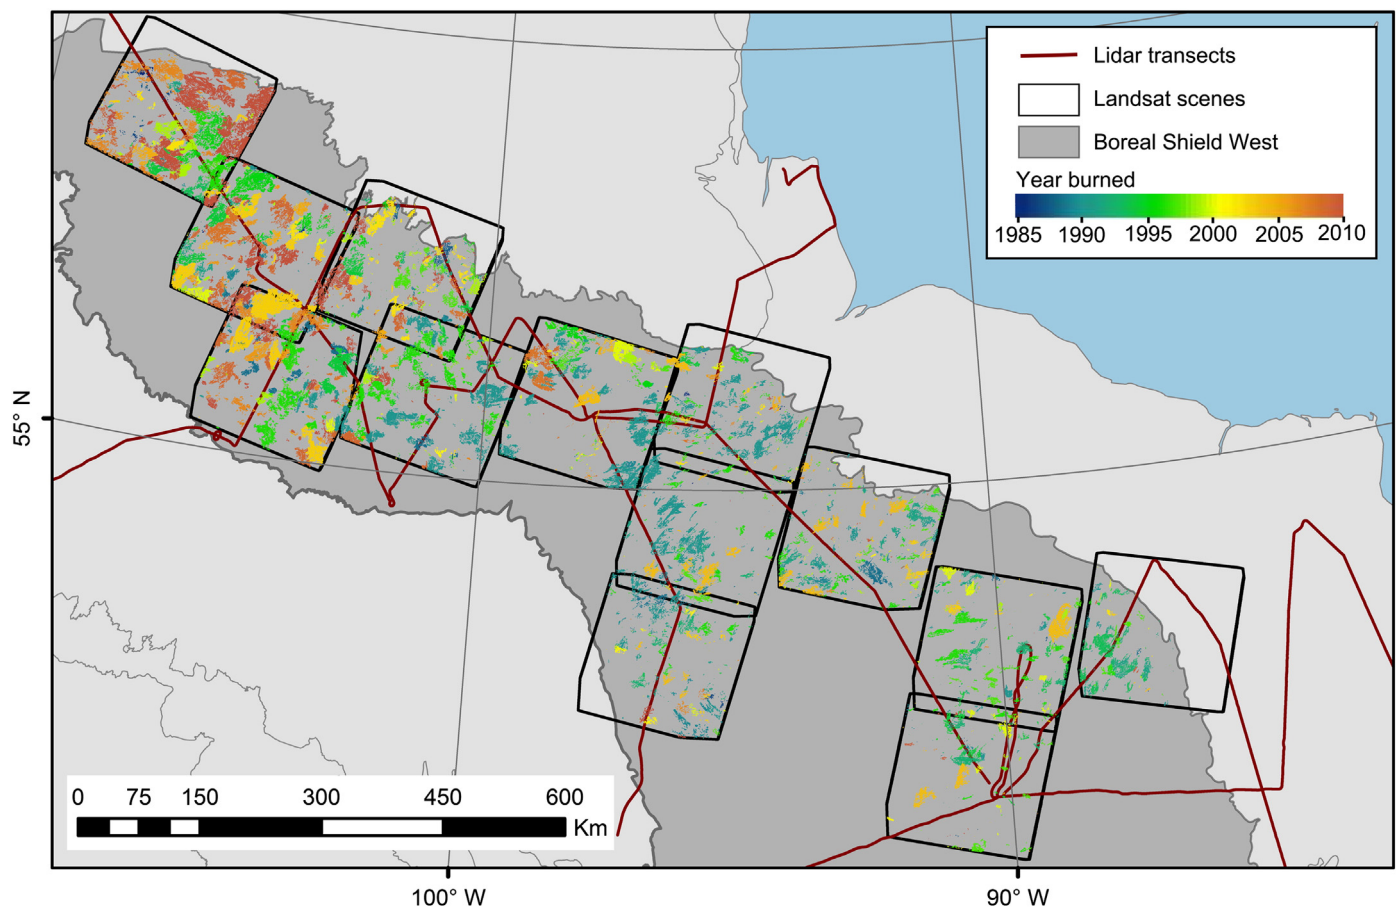 Lidar transects
Landsat scenes
Boreal Shield West
Year burned
1985 1990 1995 2000 2005 2010
55° N
0 75 150 300 450 600
Km
100° W 90° W